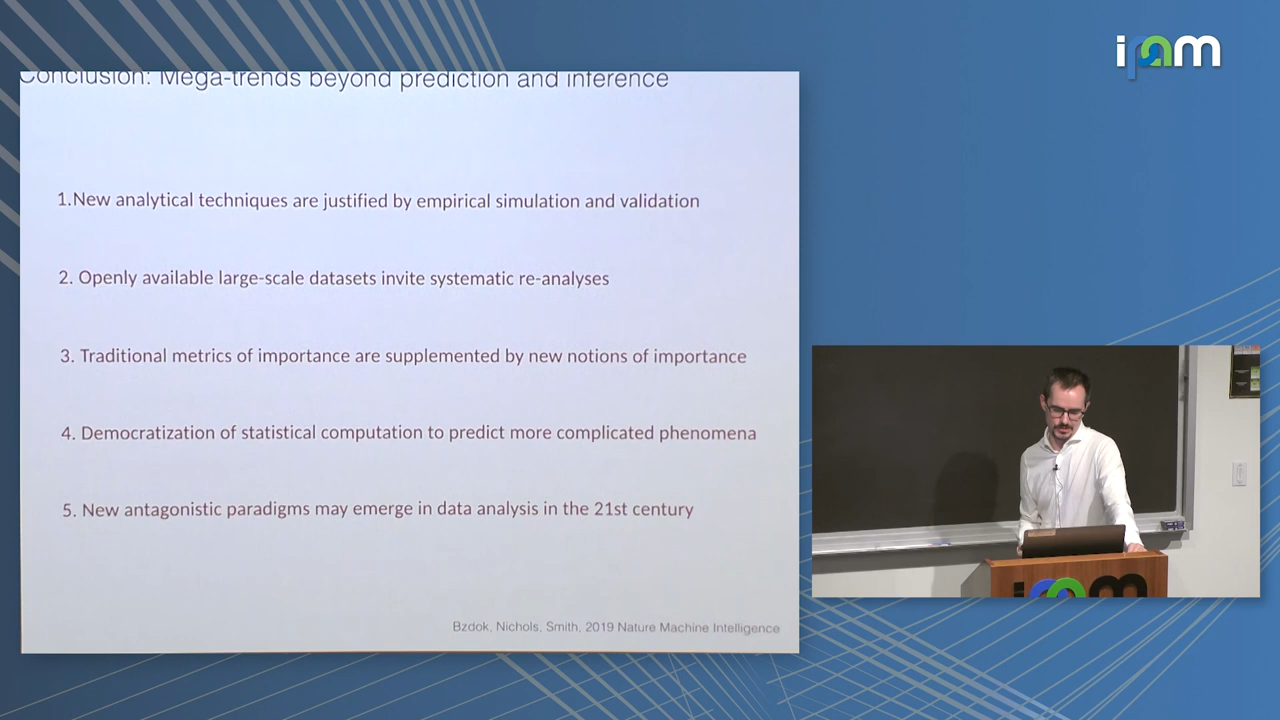 ipam
Conclusion: Mega-trends beyond prediction and inference
1.New analytical techniques are justified by empirical simulation and validation
2. Openly available large-scale datasets invite systematic re-analyses
3. Traditional metrics of importance are supplemented by new notions of importance
4. Democratization of statistical computation to predict more complicated phenomena
5. New antagonistic paradigms may emerge in data analysis in the 21st century
Bzdok, Nichols, Smith, 2019 Nature Machine Intelligence
ipam